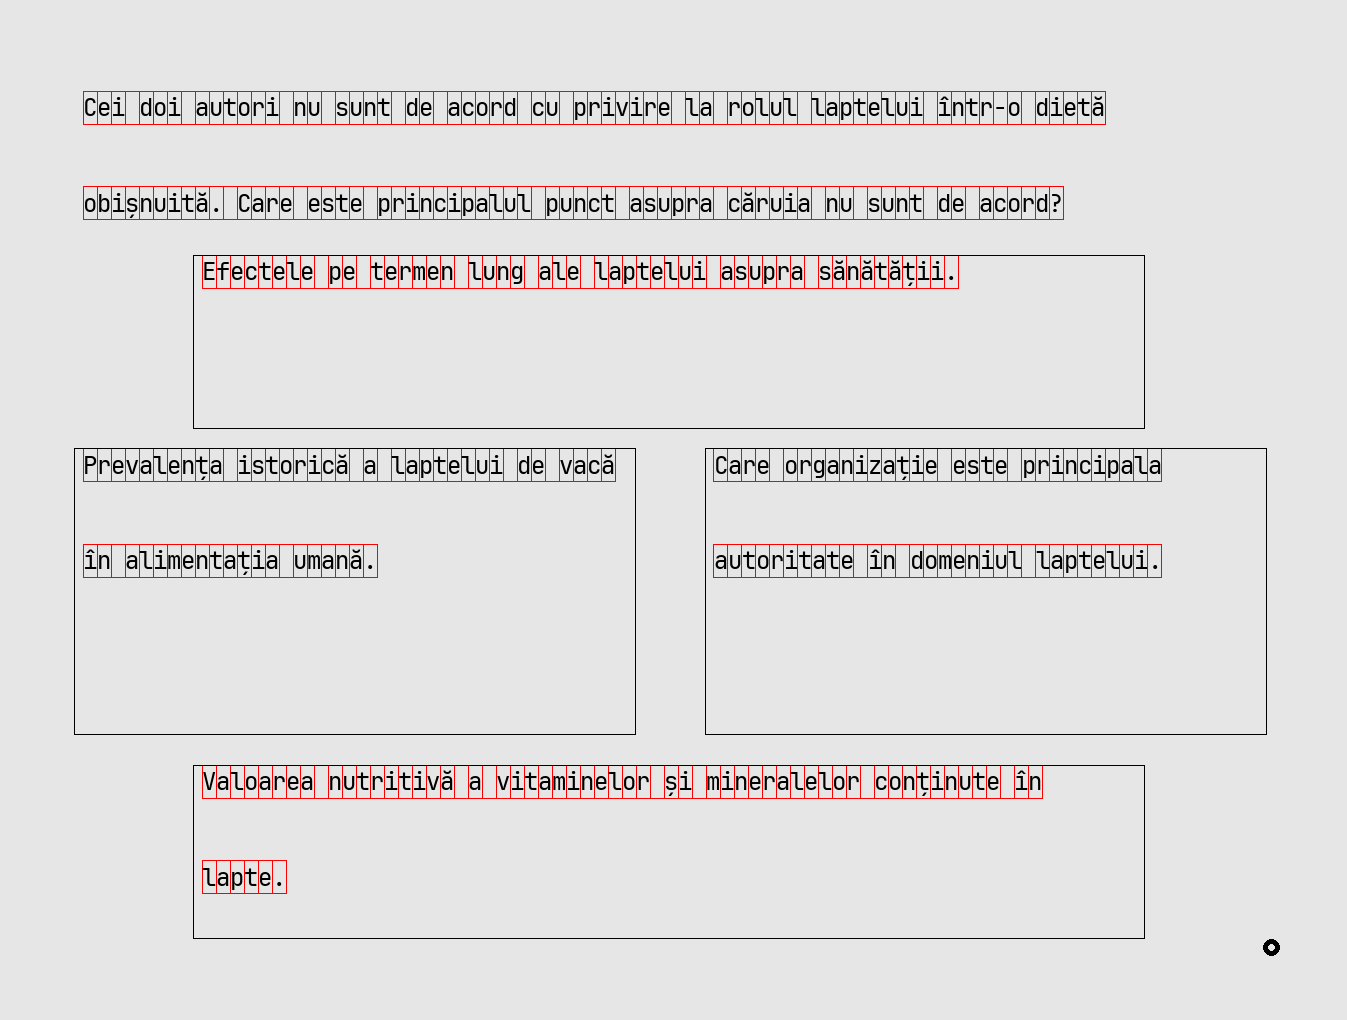 Cei doi autori nu sunt de acord cu privire la rolul laptelui într-o dietă
obișnuită. Care este principalul punct asupra căruia nu sunt de acord?
Efectele pe termen lung ale laptelui asupra sănătății.
Prevalența istorică a laptelui de vacă
în alimentația umană.
Care organizație este principala
autoritate în domeniul laptelui.
Valoarea nutritivă a vitaminelor și mineralelor conținute în
lapte.